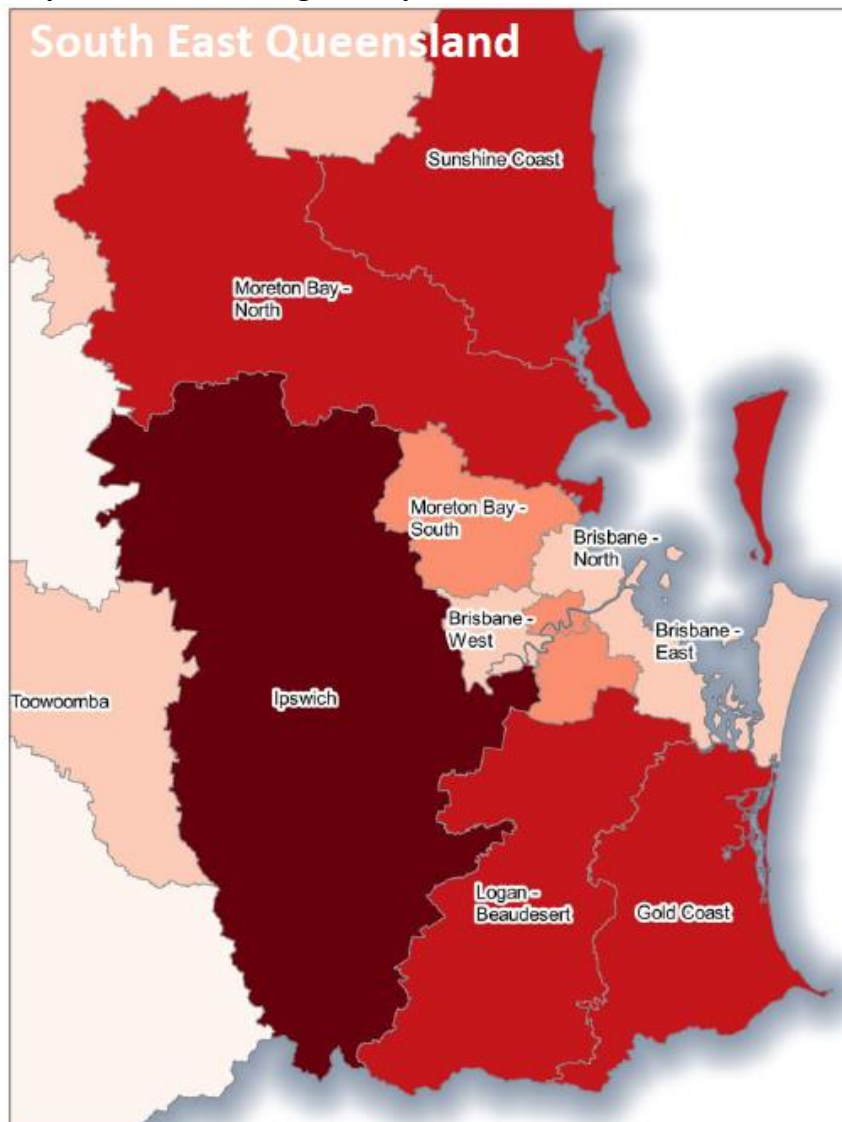 South East Queensland
Sunshine Coast
Moreton Bay -
North
Moreton Bay -
South
Brisbane -
North
Brisbane -
West
Brisbane -
East
Toowoomba
Ipswich
Logan -
Beaudesert
Gold Coast